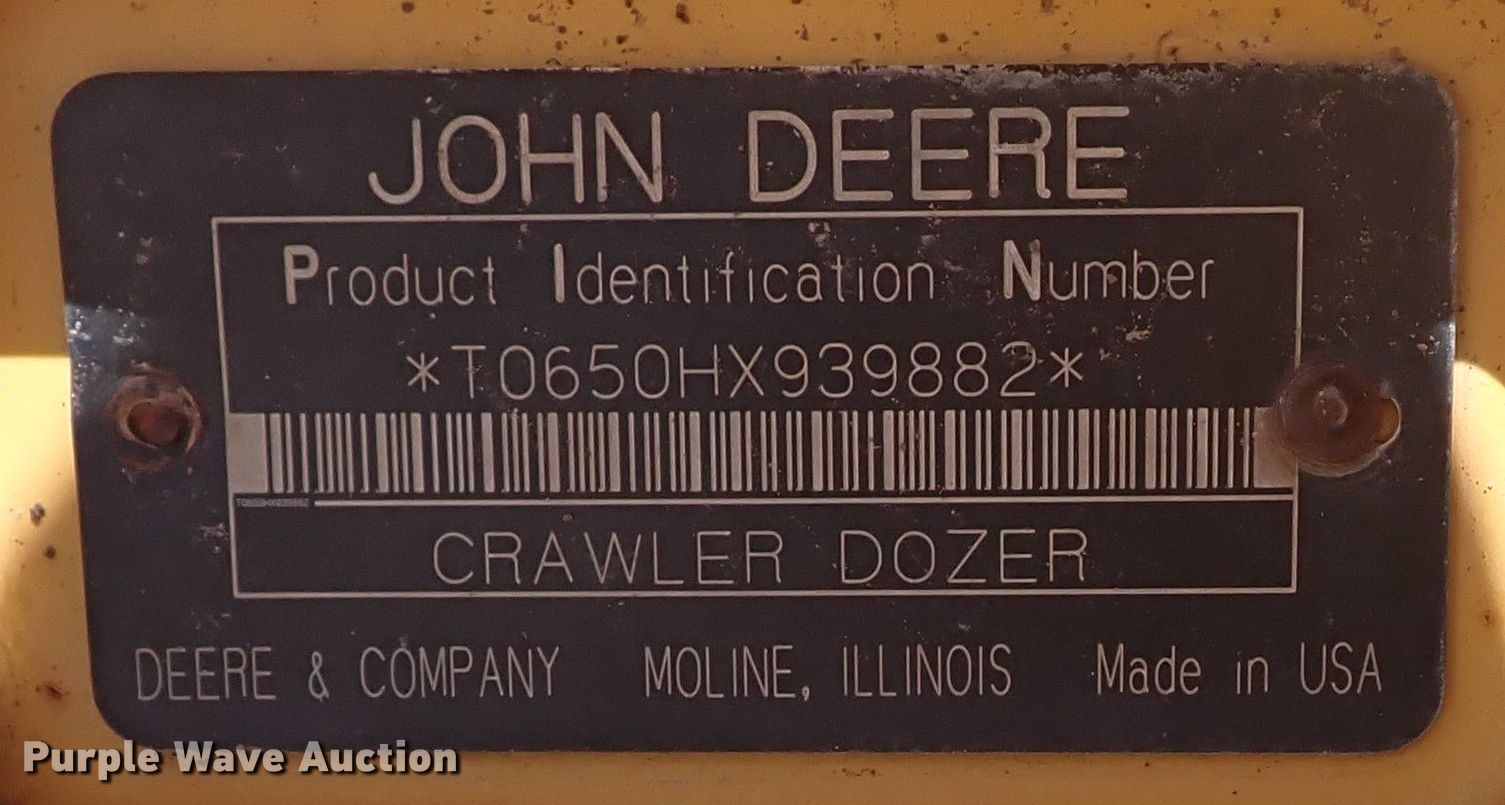 JOHN DEERE
Product Identification Number
*T0650HX939882*
CRAWLER DOZER
DEERE & COMPANY MOLINE, ILLINOIS Made in USA
Purple Wave Auction